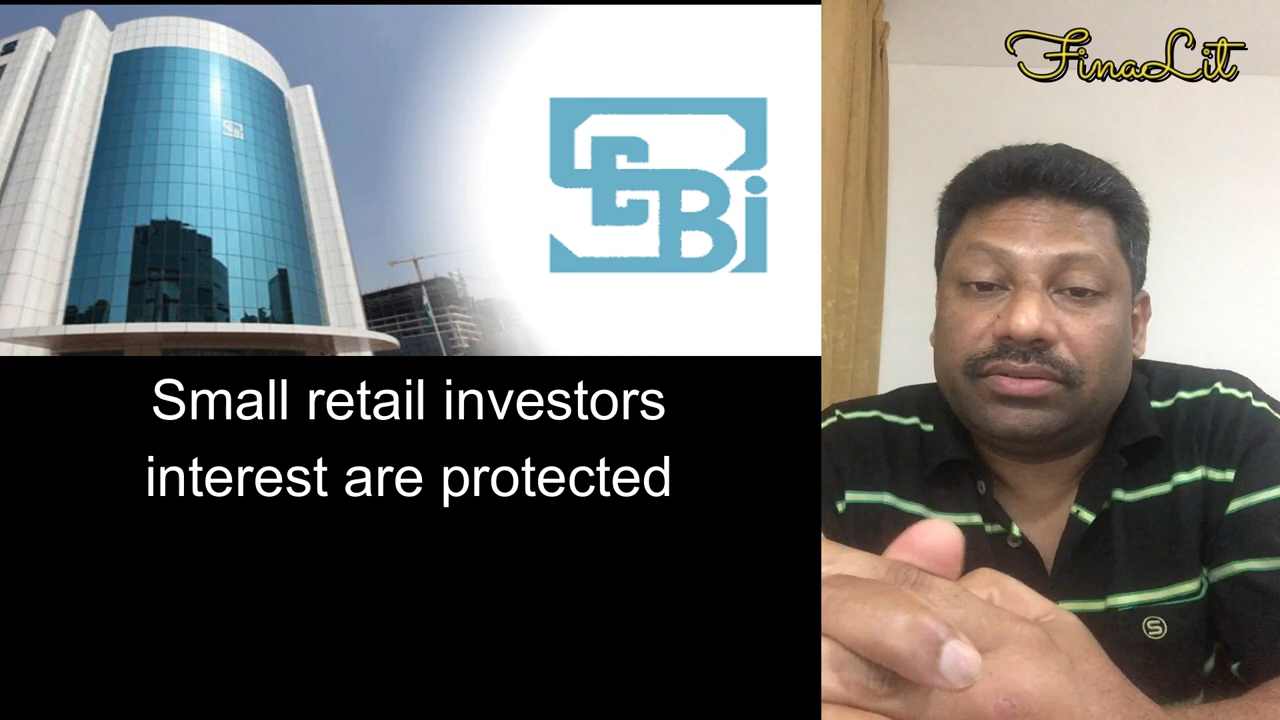 SEBi
FinaLit
Small retail investors
interest are protected